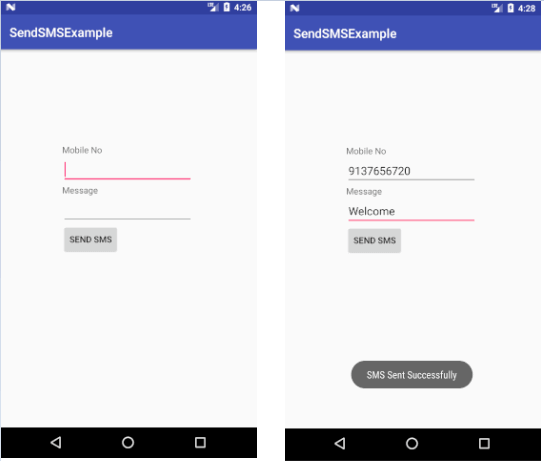 4:26
SendSMSExample
Mobile No
Message
SEND SMS
4:28
SendSMSExample
Mobile No
9137656720
Message
Welcome
SEND SMS
SMS Sent Successfully